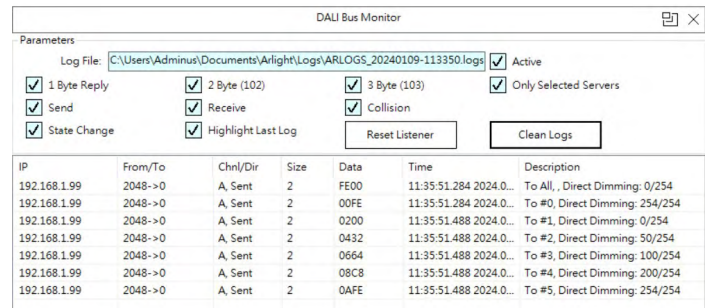 DALI Bus Monitor
Parameters
Log File: C:\Users\Adminus\Documents\Arlight\Logs\ARLOGS_20240109-113350.logs Active
1 Byte Reply 2 Byte (102) 3 Byte (103) Only Selected Servers
Send Receive Collision
State Change Highlight Last Log Reset Listener Clean Logs
IP From/To Chnl/Dir Size Data Time Description
192.168.1.99 2048->0 A, Sent 2 FE00 11:35:51.284 2024.0... To All, , Direct Dimming: 0/254
192.168.1.99 2048->0 A, Sent 2 00FE 11:35:51.284 2024.0... To #0, Direct Dimming: 254/254
192.168.1.99 2048->0 A, Sent 2 0200 11:35:51.488 2024.0... To #1, Direct Dimming: 0/254
192.168.1.99 2048->0 A, Sent 2 0432 11:35:51.488 2024.0... To #2, Direct Dimming: 50/254
192.168.1.99 2048->0 A, Sent 2 0664 11:35:51.488 2024.0... To #3, Direct Dimming: 100/254
192.168.1.99 2048->0 A, Sent 2 08C8 11:35:51.488 2024.0... To #4, Direct Dimming: 200/254
192.168.1.99 2048->0 A, Sent 2 0AFE 11:35:51.488 2024.0... To #5, Direct Dimming: 254/254